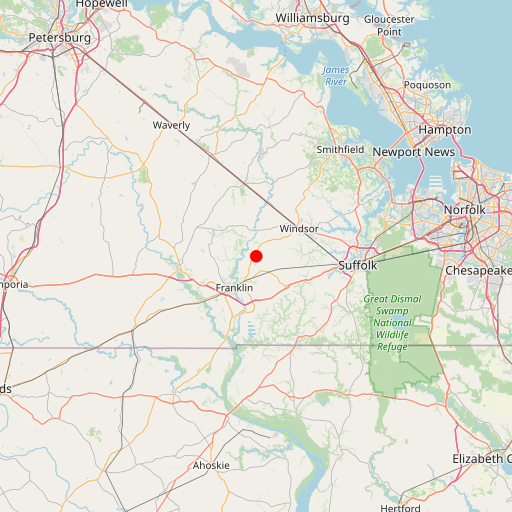 Hopewell
Petersburg
Williamsburg
Gloucester
Point
James
River
Poquoson
Waverly
Hampton
Smithfield
Newport News
Norfolk
Windsor
Suffolk
Chesapeake
mporia
Franklin
Great Dismal
Swamp
National
Wildlife
Refuge
ds
Elizabeth C
Ahoskie
Hertford